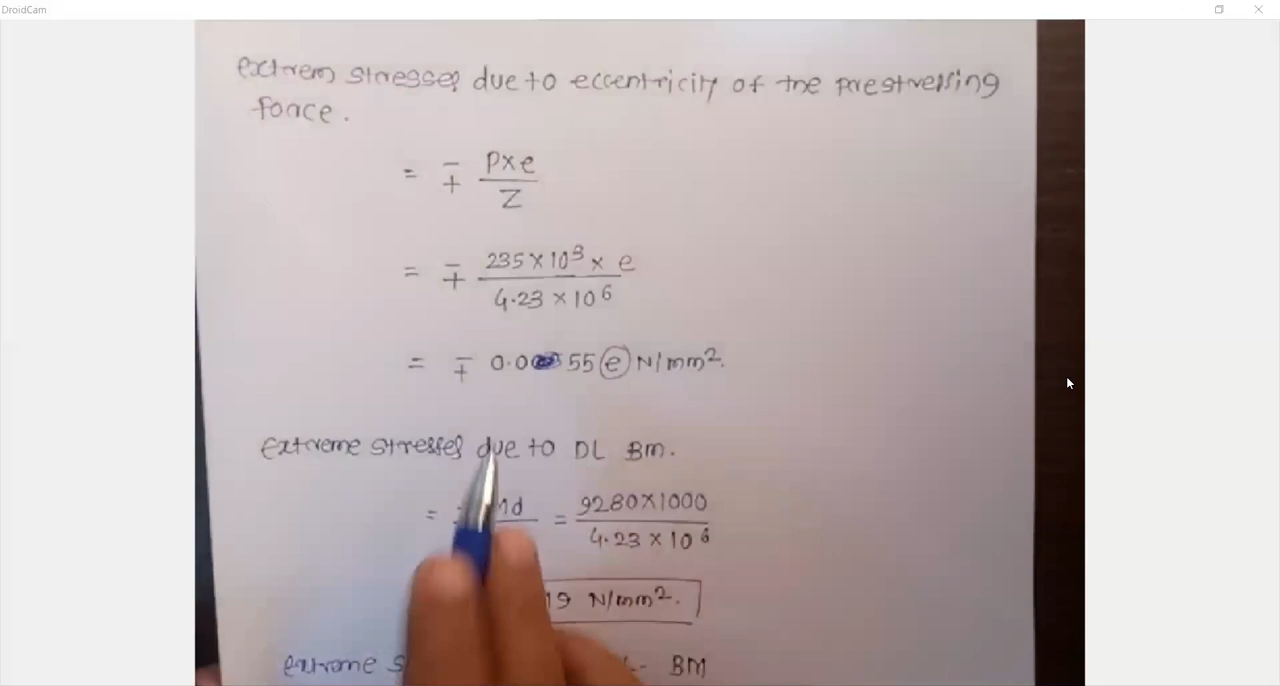 DroidCam
extrem stresses due to eccentricity of the prestressing
force.
= ∓ P×e / Z
= ∓ 235×10³ × e / 4.23 × 10⁶
= ∓ 0.0 55 e N/mm².
extreme stresses due to DL BM.
= = 9280×1000 / 4.23 × 10⁶
19 N/mm².
extreme BM